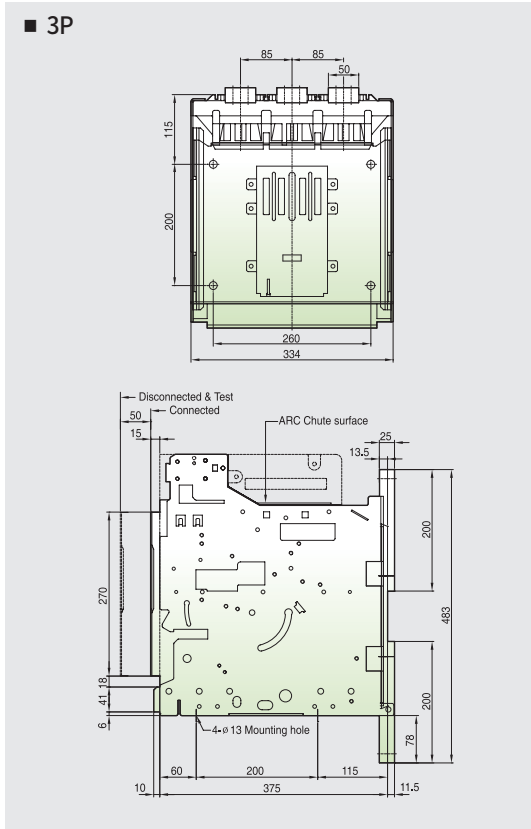 ■ 3P
85 85
50
115
200
260
334
Disconnected & Test
50 Connected
15
ARC Chute surface
25
13.5
270
200
483
18
41
6
200
78
4-ø 13 Mounting hole
60 200 115
10 375 11.5